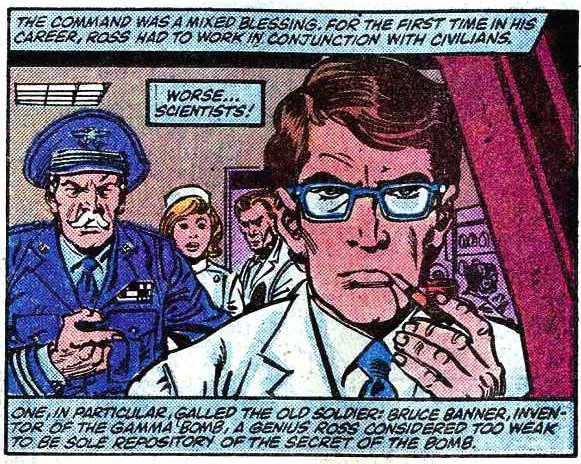 THE COMMAND WAS A MIXED BLESSING. FOR THE FIRST TIME IN HIS
CAREER, ROSS HAD TO WORK IN CONJUNCTION WITH CIVILIANS.
WORSE...
SCIENTISTS!
ONE, IN PARTICULAR, GALLED THE OLD SOLDIER: BRUCE BANNER, INVEN-
TOR OF THE GAMMA BOMB, A GENIUS ROSS CONSIDERED TOO WEAK
TO BE SOLE REPOSITORY OF THE SECRET OF THE BOMB.